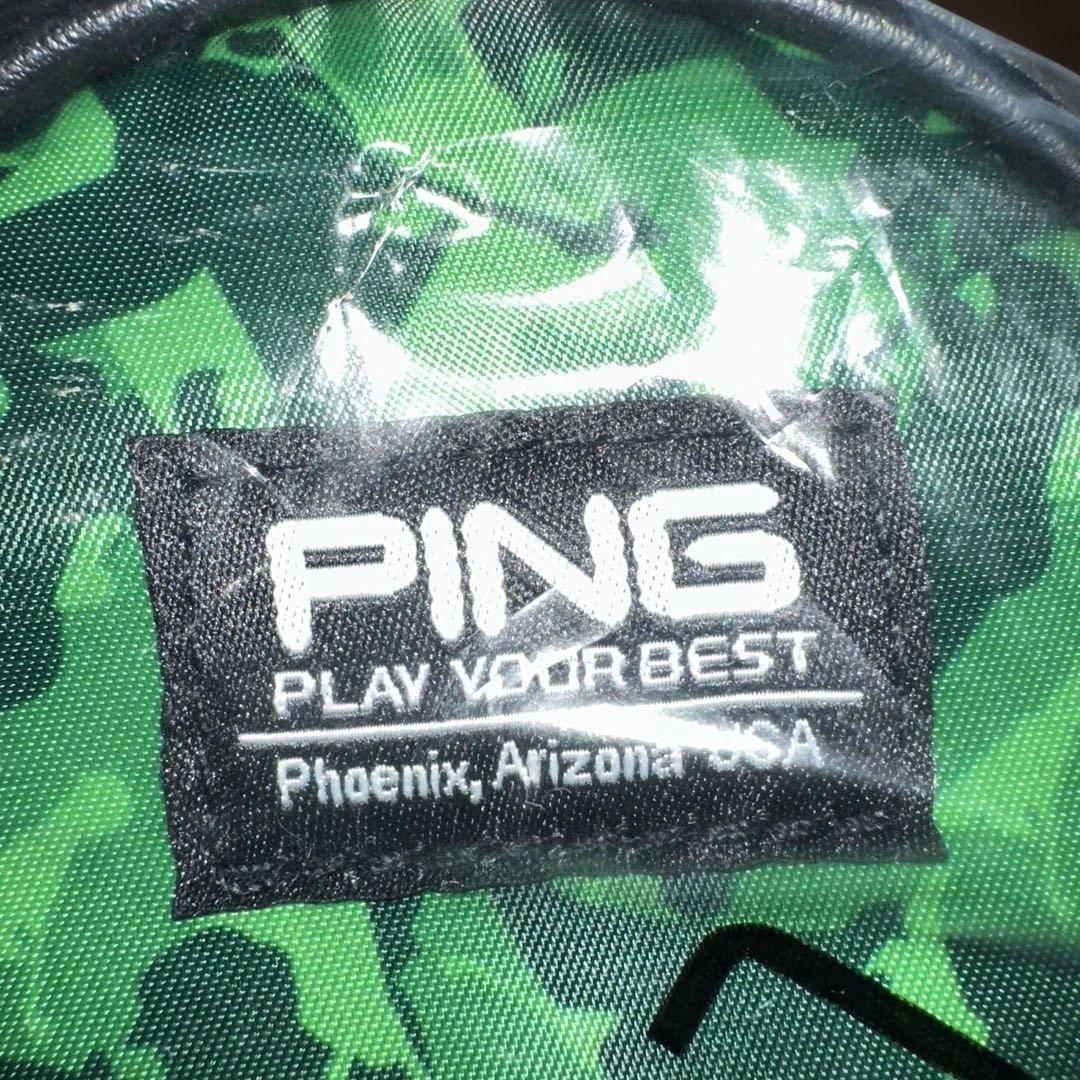 PING
PLAY YOUR BEST
Phoenix, Arizona USA